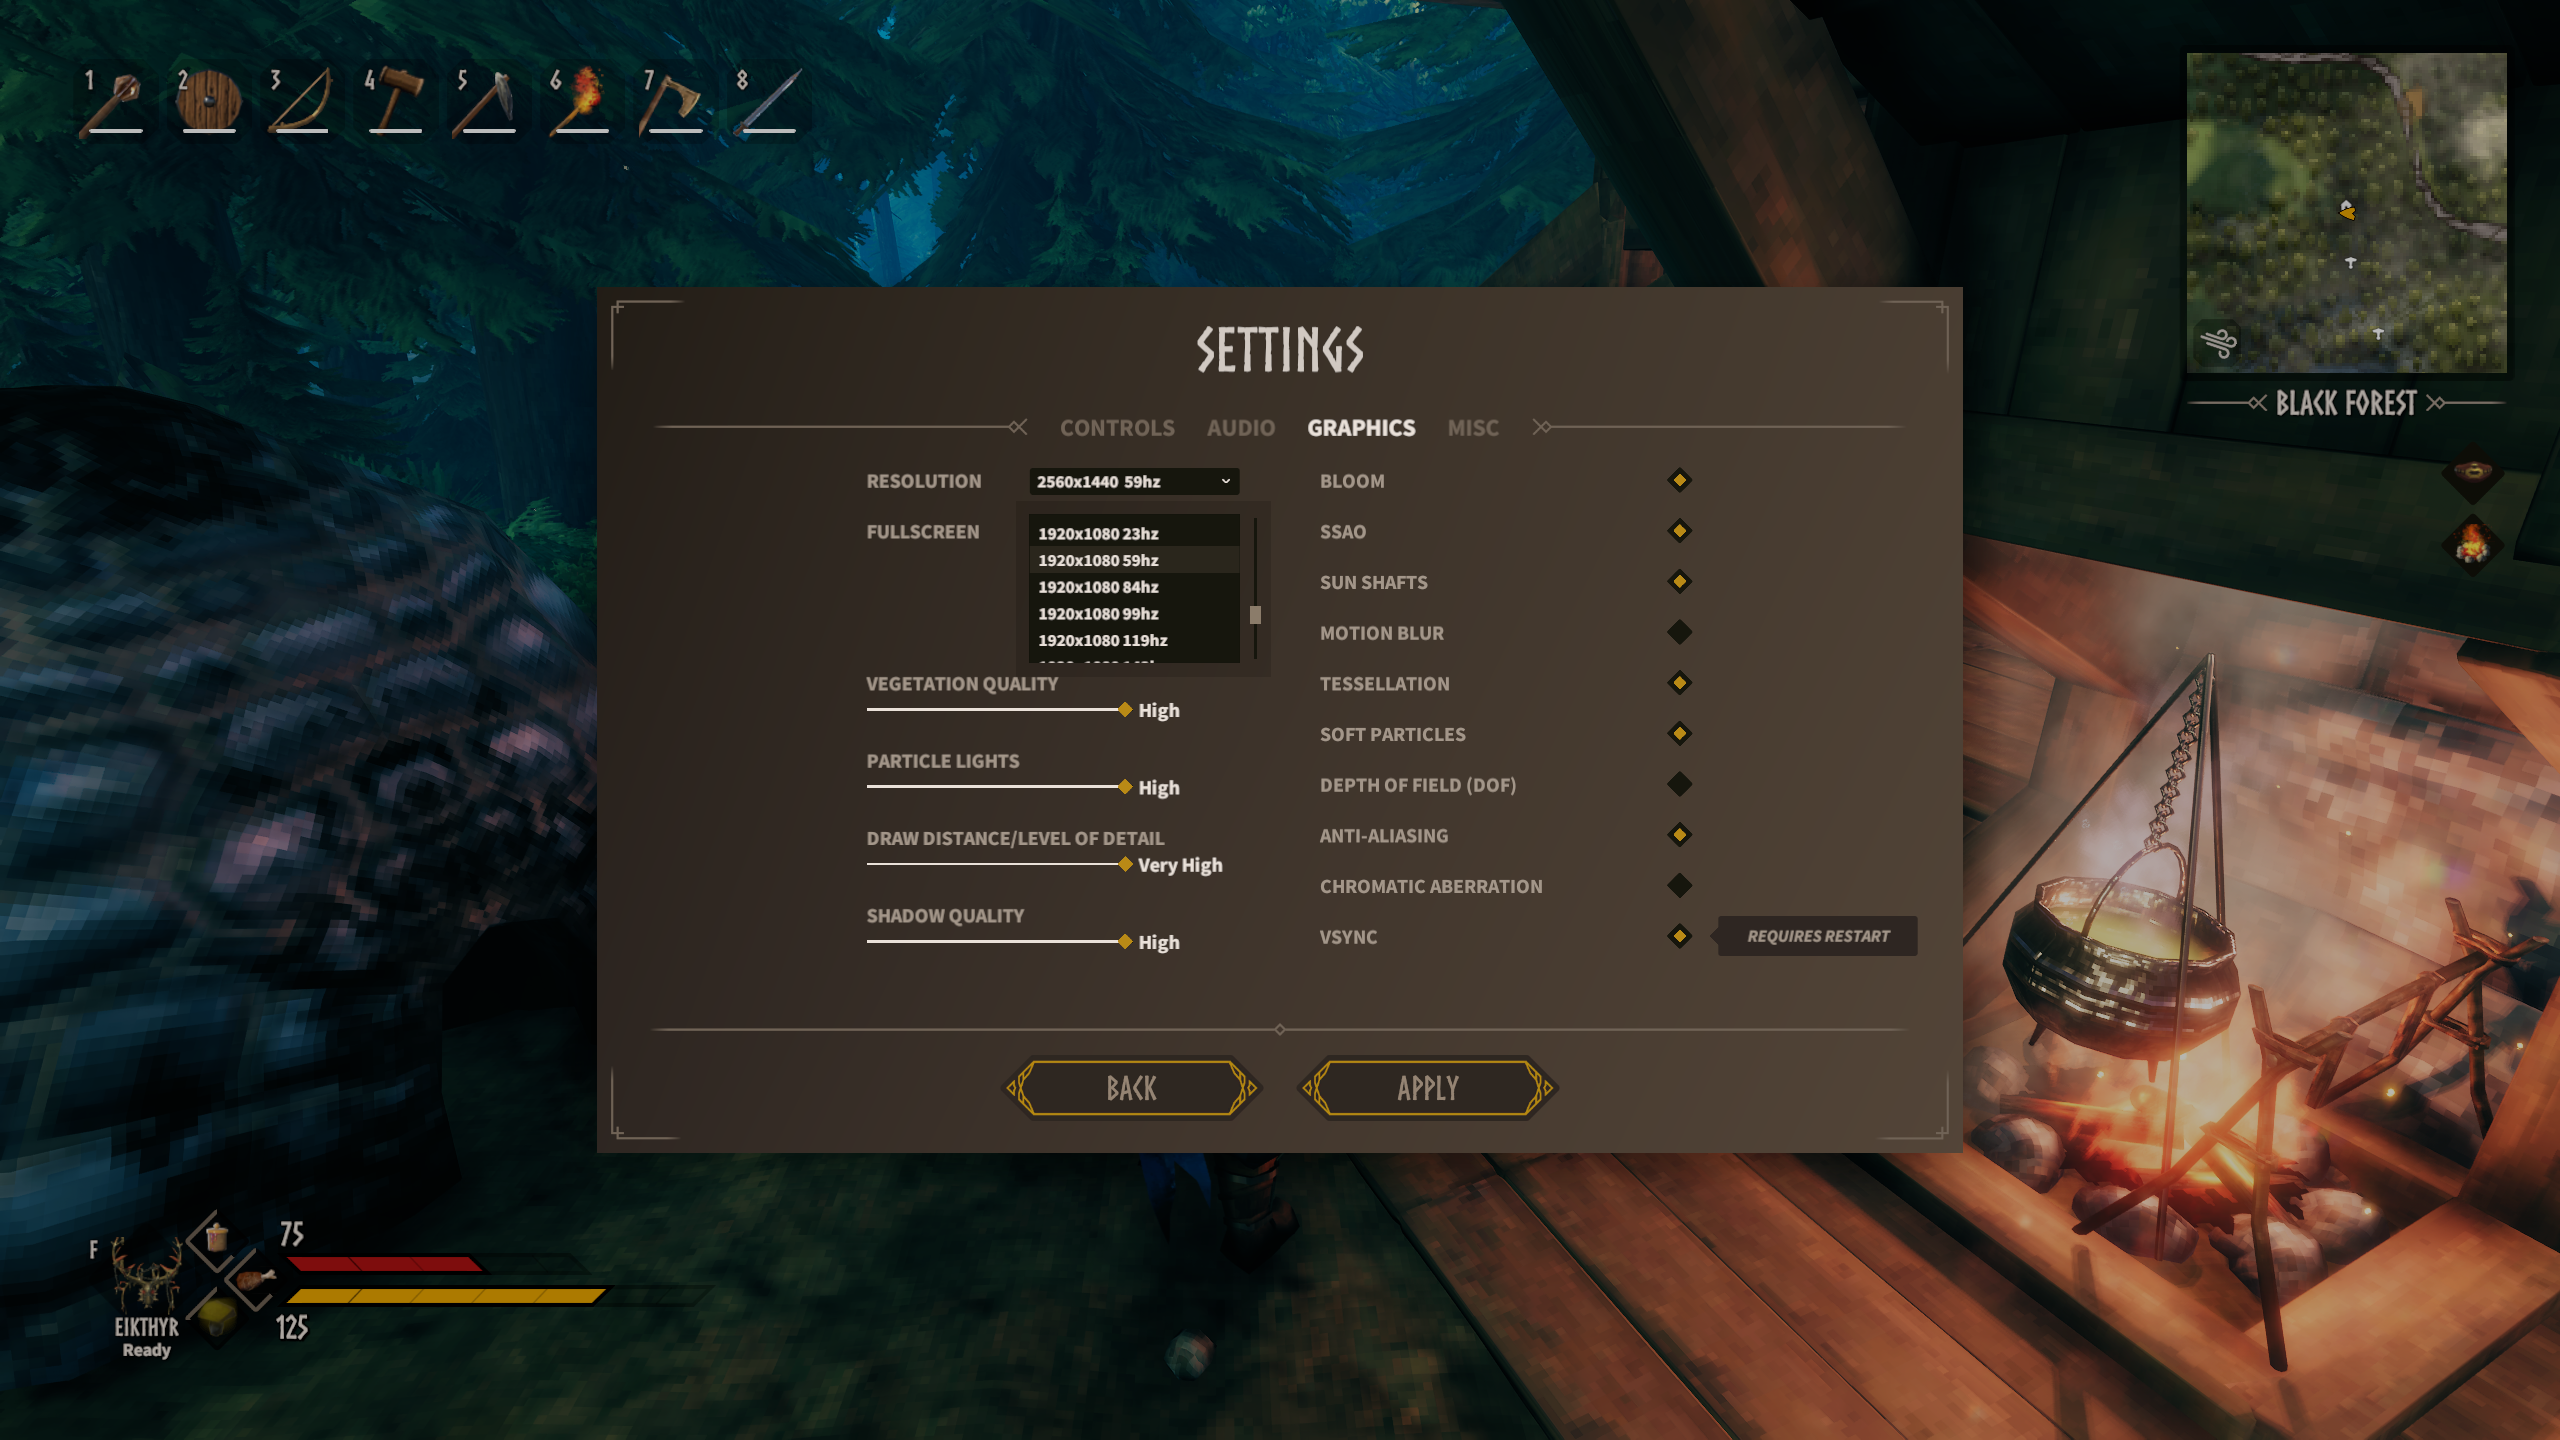 1 2 3 4 5 6 7 8
BLACK FOREST
SETTINGS
CONTROLS AUDIO GRAPHICS MISC
RESOLUTION 2560x1440 59hz
FULLSCREEN
1920x1080 23hz
1920x1080 59hz
1920x1080 84hz
1920x1080 99hz
1920x1080 119hz
VEGETATION QUALITY
High
PARTICLE LIGHTS
High
DRAW DISTANCE/LEVEL OF DETAIL
Very High
SHADOW QUALITY
High
BLOOM
SSAO
SUN SHAFTS
MOTION BLUR
TESSELLATION
SOFT PARTICLES
DEPTH OF FIELD (DOF)
ANTI-ALIASING
CHROMATIC ABERRATION
VSYNC REQUIRES RESTART
BACK APPLY
F
75
125
EIKTHYR
Ready